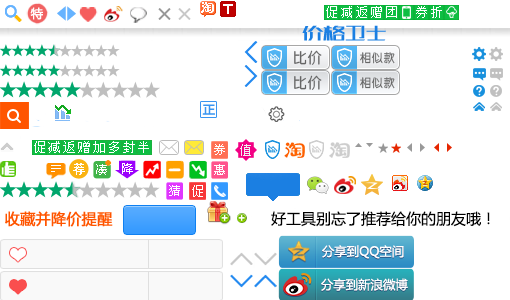 特 淘 T 促减返赠团 券折
价格卫士
比价 相似款
比价 相似款
正
促减返赠加多封半 券 值 淘 淘
荐 凑 降 惠
猜 促
收藏并降价提醒 好工具别忘了推荐给你的朋友哦！
分享到QQ空间
分享到新浪微博